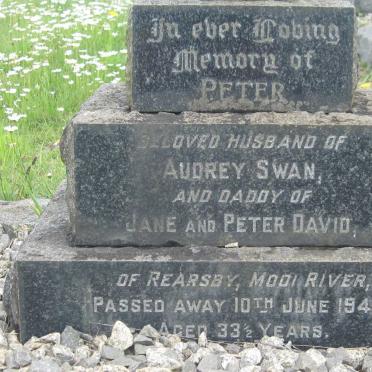 In ever Loving
Memory of
PETER
BELOVED HUSBAND OF
AUDREY SWAN,
AND DADDY OF
JANE AND PETER DAVID,
OF REARSBY, MOOI RIVER,
PASSED AWAY 10TH JUNE 194
AGED 33½ YEARS.